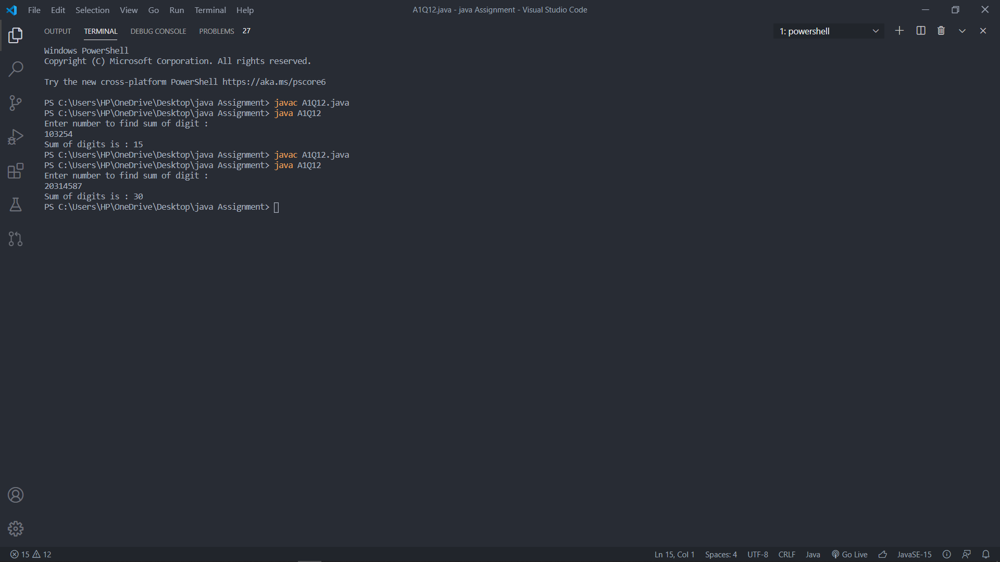 File Edit Selection View Go Run Terminal Help
A1Q12.java - java Assignment - Visual Studio Code
OUTPUT TERMINAL DEBUG CONSOLE PROBLEMS 27
1: powershell
Windows PowerShell
Copyright (C) Microsoft Corporation. All rights reserved.
Try the new cross-platform PowerShell https://aka.ms/pscore6
PS C:\Users\HP\OneDrive\Desktop\java Assignment> javac A1Q12.java
PS C:\Users\HP\OneDrive\Desktop\java Assignment> java A1Q12
Enter number to find sum of digit :
103254
Sum of digits is : 15
PS C:\Users\HP\OneDrive\Desktop\java Assignment> javac A1Q12.java
PS C:\Users\HP\OneDrive\Desktop\java Assignment> java A1Q12
Enter number to find sum of digit :
20314587
Sum of digits is : 30
PS C:\Users\HP\OneDrive\Desktop\java Assignment>
15 12
Ln 15, Col 1 Spaces: 4 UTF-8 CRLF Java Go Live JavaSE-15